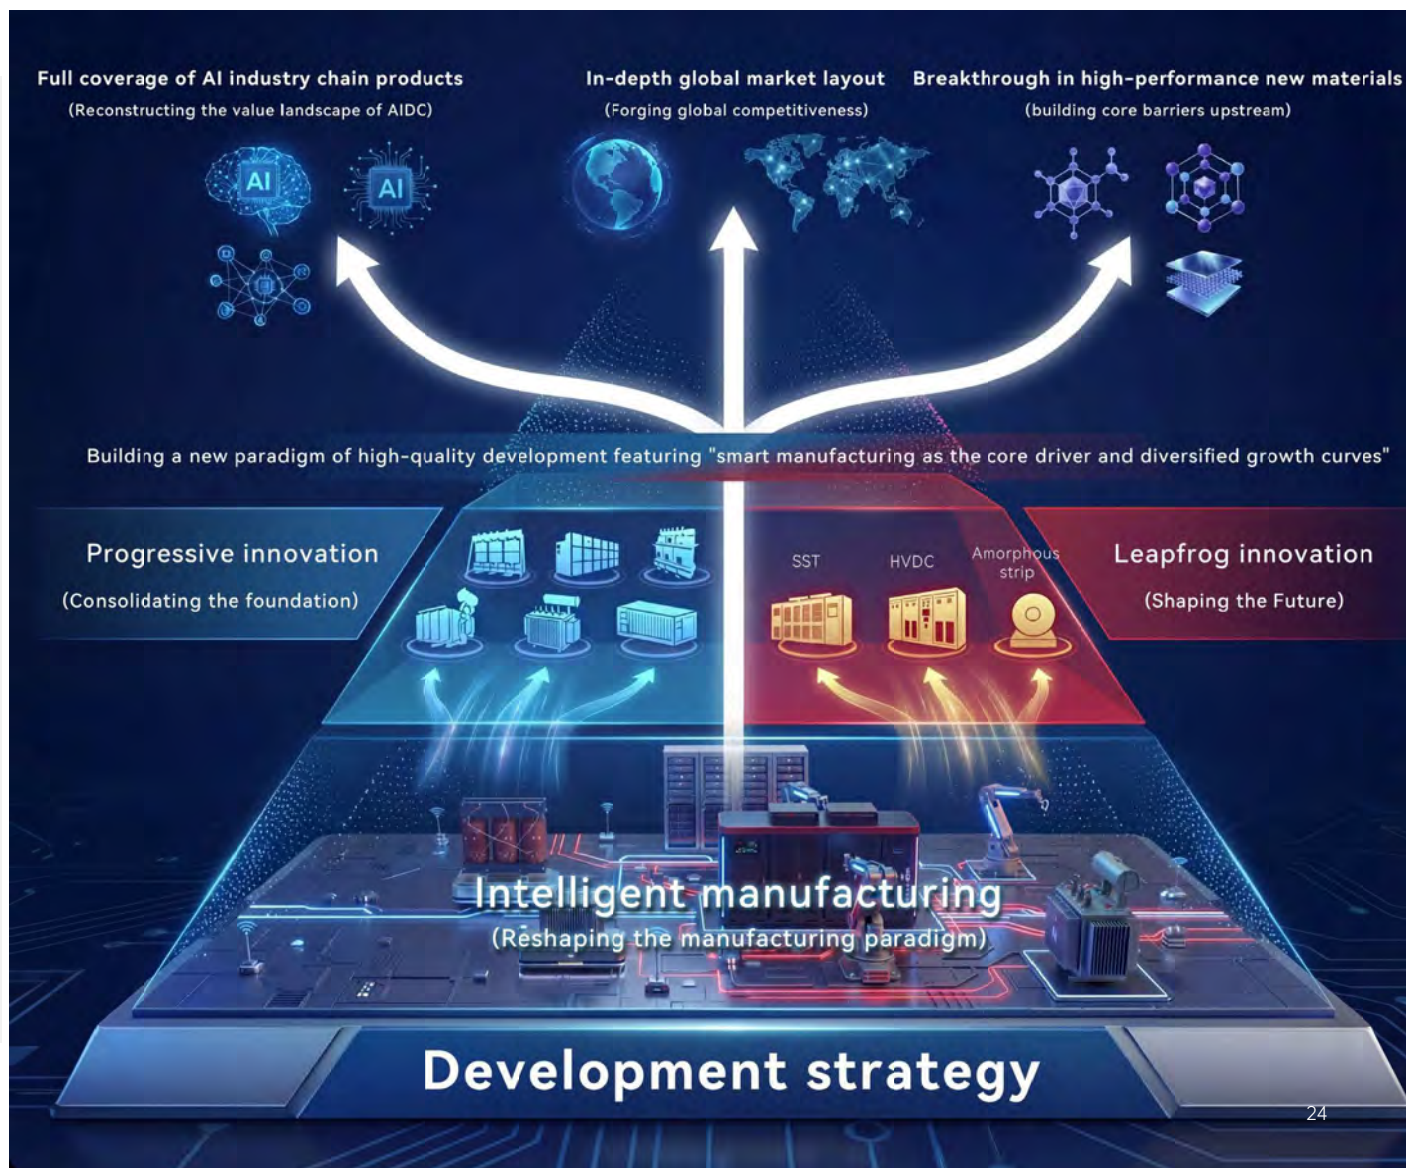 Full coverage of AI industry chain products
(Reconstructing the value landscape of AIDC)
In-depth global market layout
(Forging global competitiveness)
Breakthrough in high-performance new materials
(building core barriers upstream)
AI
AI
Building a new paradigm of high-quality development featuring "smart manufacturing as the core driver and diversified growth curves"
Progressive innovation
(Consolidating the foundation)
SST
HVDC
Amorphous
strip
Leapfrog innovation
(Shaping the Future)
Intelligent manufacturing
(Reshaping the manufacturing paradigm)
Development strategy
24